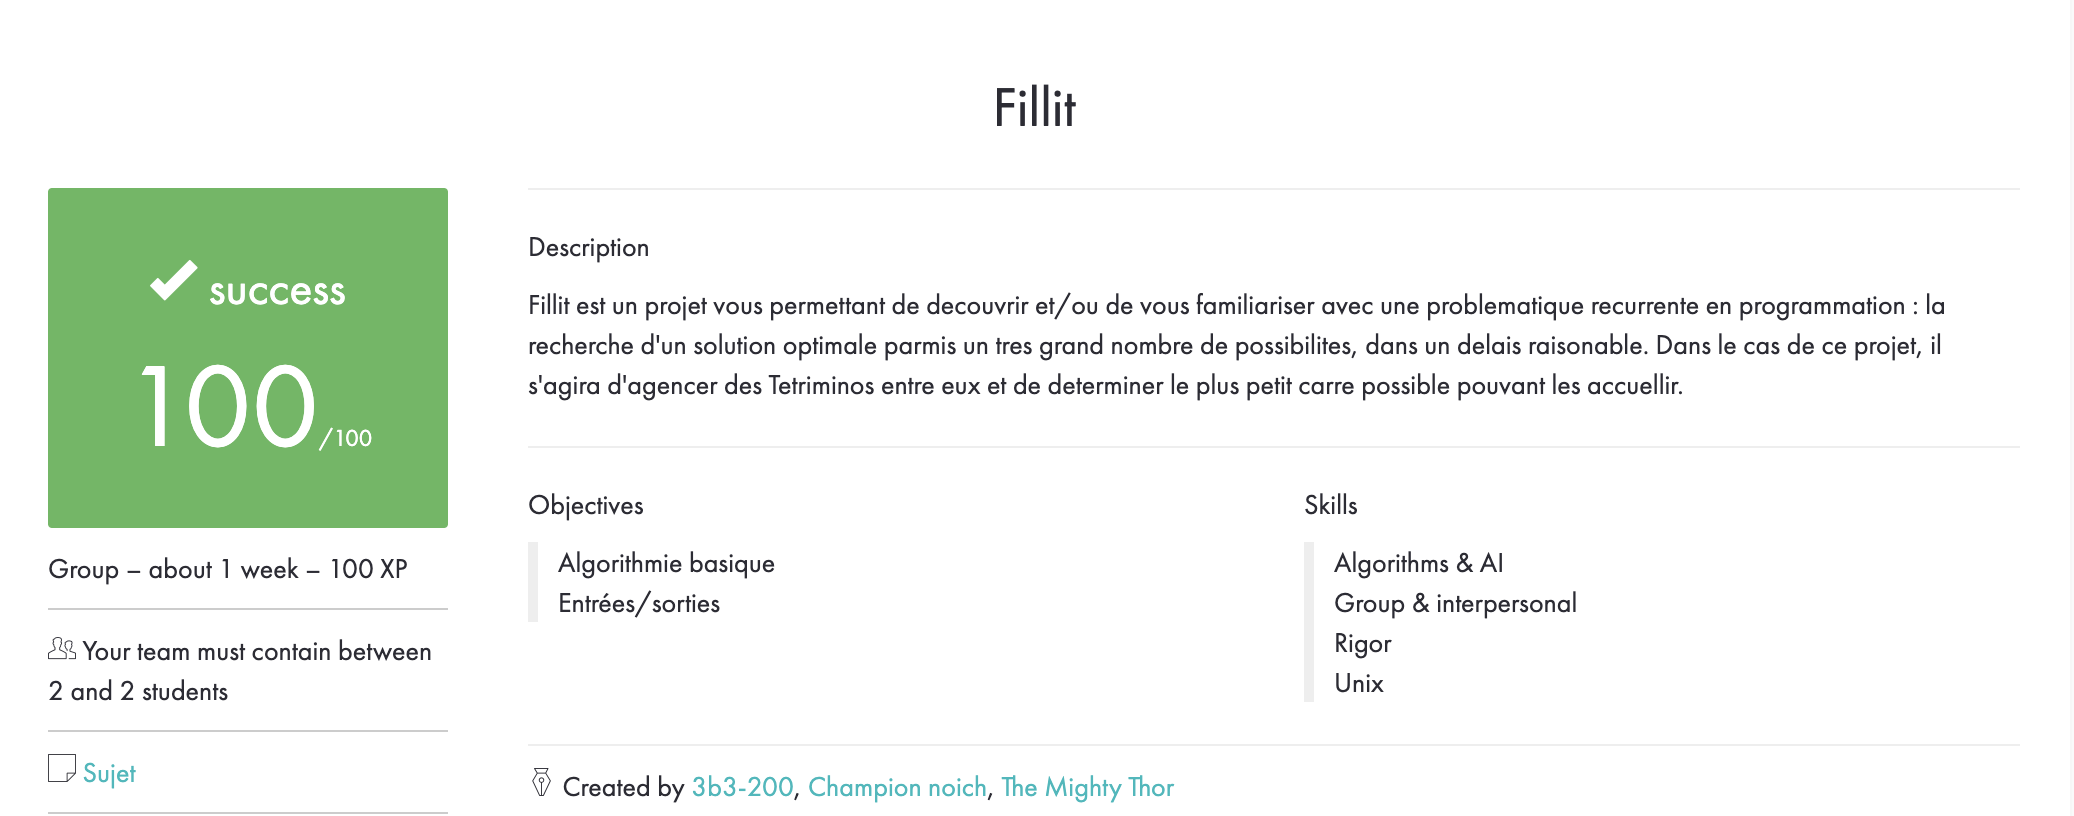 Fillit
success
100/100
Group – about 1 week – 100 XP
Your team must contain between
2 and 2 students
Sujet
Description
Fillit est un projet vous permettant de decouvrir et/ou de vous familiariser avec une problematique recurrente en programmation : la
recherche d'un solution optimale parmis un tres grand nombre de possibilites, dans un delais raisonable. Dans le cas de ce projet, il
s'agira d'agencer des Tetriminos entre eux et de determiner le plus petit carre possible pouvant les accuellir.
Objectives
Algorithmie basique
Entrées/sorties
Skills
Algorithms & AI
Group & interpersonal
Rigor
Unix
Created by 3b3-200, Champion noich, The Mighty Thor